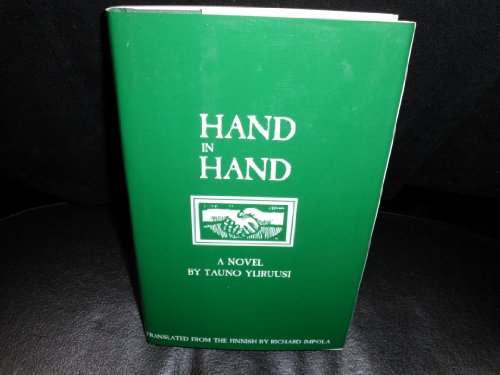 HAND
IN
HAND
A NOVEL
BY TAUNO YLIRUUSI
TRANSLATED FROM THE FINNISH BY RICHARD IMPOLA